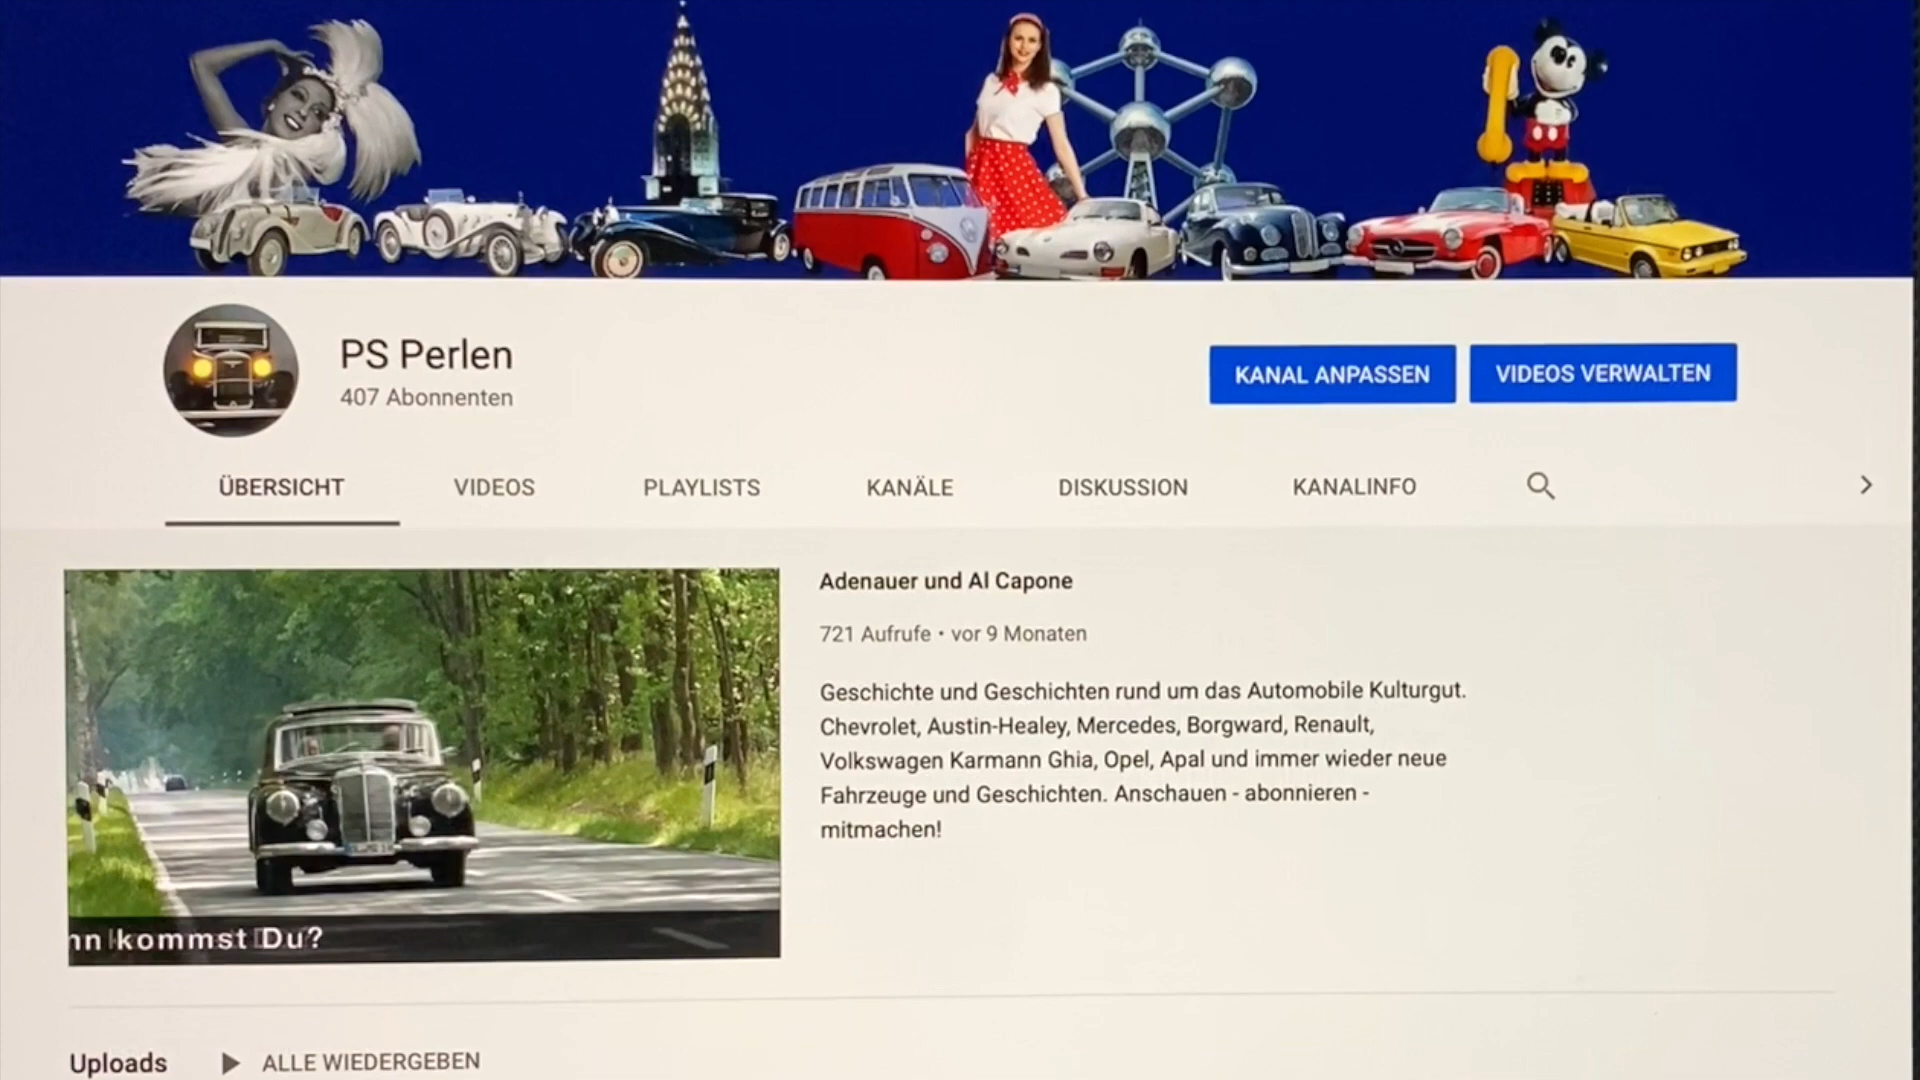 PS Perlen
407 Abonnenten
KANAL ANPASSEN
VIDEOS VERWALTEN
ÜBERSICHT
VIDEOS
PLAYLISTS
KANÄLE
DISKUSSION
KANALINFO
Adenauer und Al Capone
721 Aufrufe • vor 9 Monaten
Geschichte und Geschichten rund um das Automobile Kulturgut.
Chevrolet, Austin-Healey, Mercedes, Borgward, Renault,
Volkswagen Karmann Ghia, Opel, Apal und immer wieder neue
Fahrzeuge und Geschichten. Anschauen - abonnieren -
mitmachen!
kommst Du?
Uploads
ALLE WIEDERGEBEN